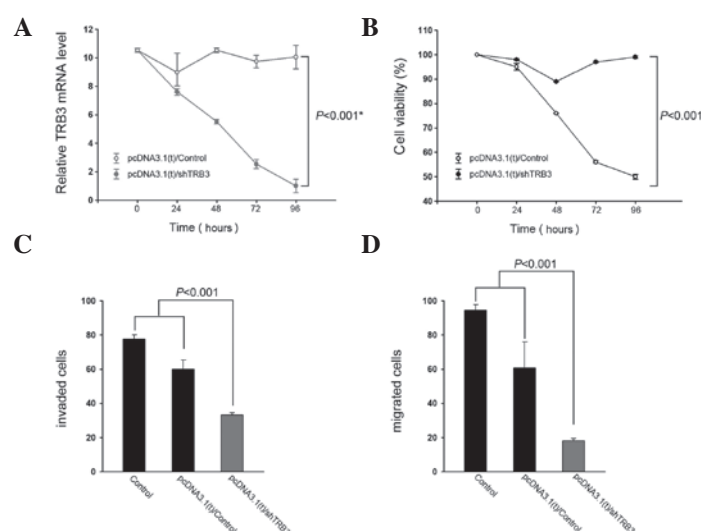 A
Relative TRB3 mRNA level
12
10
8
6
4
2
0
pcDNA3.1(t)/Control
pcDNA3.1(t)/shTRB3
P<0.001*
0 24 48 72 96
Time ( hours )
B
Cell viability (%)
110
100
90
80
70
60
50
40
pcDNA3.1(t)/Control
pcDNA3.1(t)/shTRB3
P<0.001
0 24 48 72 96
Time ( hours )
C
invaded cells
100
80
60
40
20
0
P<0.001
Control
pcDNA3.1(t)/Control
pcDNA3.1(t)/shTRB3
D
migrated cells
100
80
60
40
20
0
P<0.001
Control
pcDNA3.1(t)/Control
pcDNA3.1(t)/shTRB3